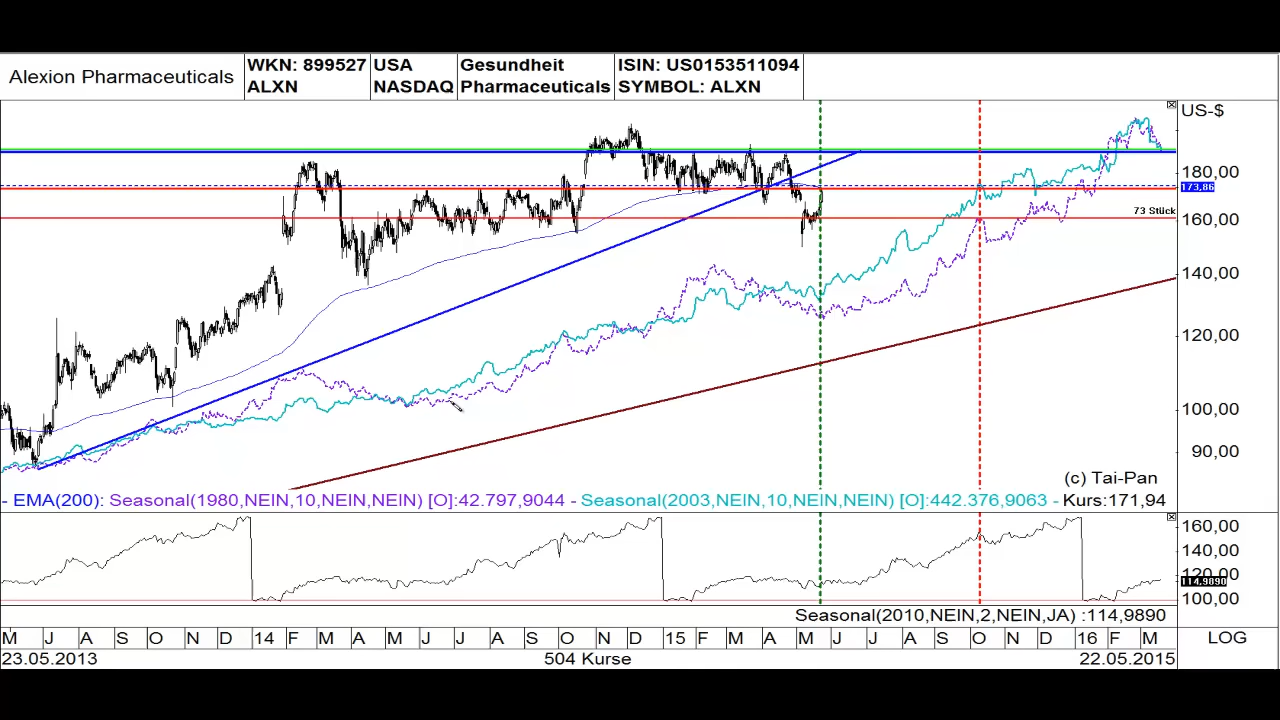 Alexion Pharmaceuticals
WKN: 899527
ALXN
USA
NASDAQ
Gesundheit
Pharmaceuticals
ISIN: US0153511094
SYMBOL: ALXN
US-$
180,00
173,86
73 Stück
160,00
140,00
120,00
100,00
90,00
(c) Tai-Pan
- EMA(200): Seasonal(1980,NEIN,10,NEIN,NEIN) [O]:42.797,9044 - Seasonal(2003,NEIN,10,NEIN,NEIN) [O]:442.376,9063 - Kurs:171,94
160,00
140,00
120,00
114,9890
100,00
Seasonal(2010,NEIN,2,NEIN,JA) :114,9890
M J A S O N D 14 F M A M J J A S O N D 15 F M A M J J A S O N D 16 F M LOG
23.05.2013 504 Kurse 22.05.2015